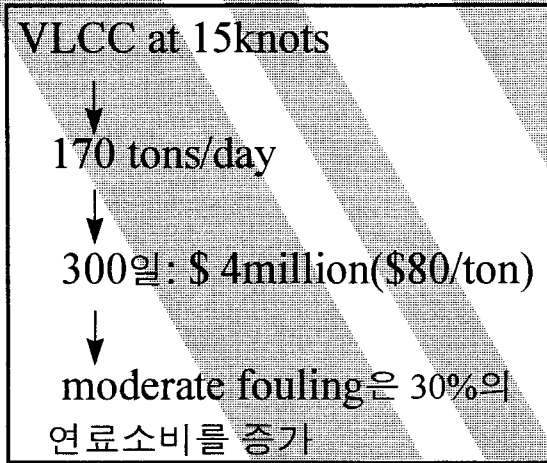 VLCC at 15knots
170 tons/day
300일: $ 4million($80/ton)
moderate fouling은 30%의
연료소비를 증가